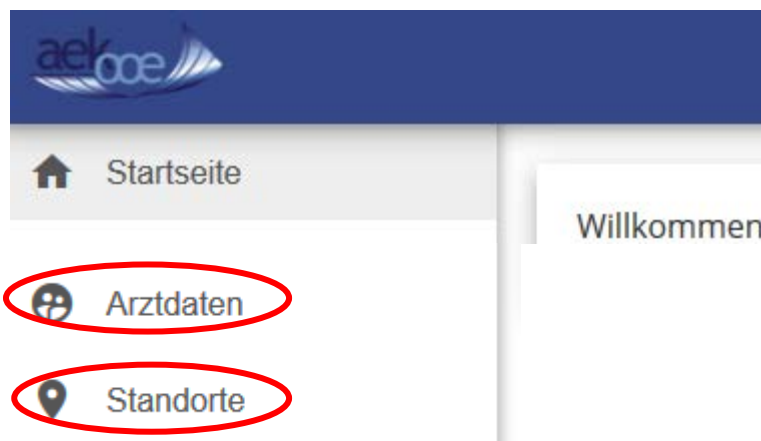 aekooe
Startseite
Willkommen
Arztdaten
Standorte